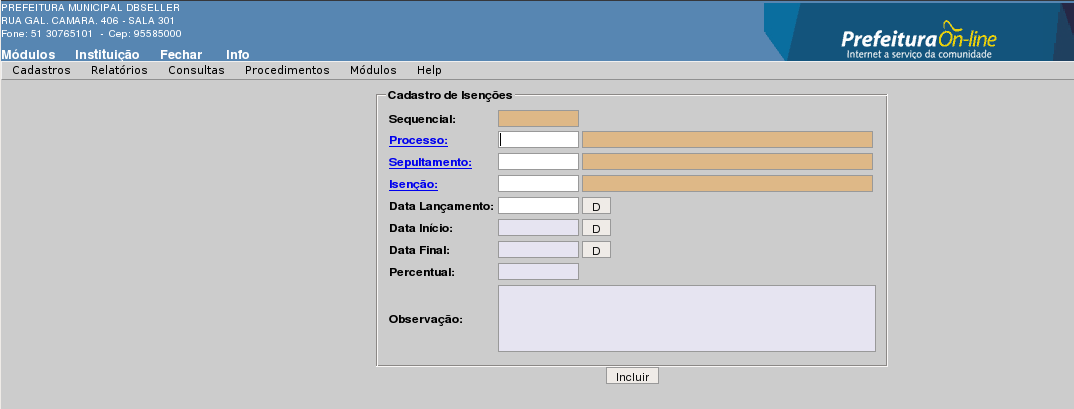 PREFEITURA MUNICIPAL DBSELLER
RUA GAL. CAMARA. 406 - SALA 301
Fone: 51 30765101 - Cep: 95585000
Módulos Instituição Fechar Info
PrefeituraOn-line
Internet a serviço da comunidade
Cadastros Relatórios Consultas Procedimentos Módulos Help
Cadastro de Isenções
Sequencial:
Processo:
Sepultamento:
Isenção:
Data Lançamento: D
Data Início: D
Data Final: D
Percentual:
Observação:
Incluir